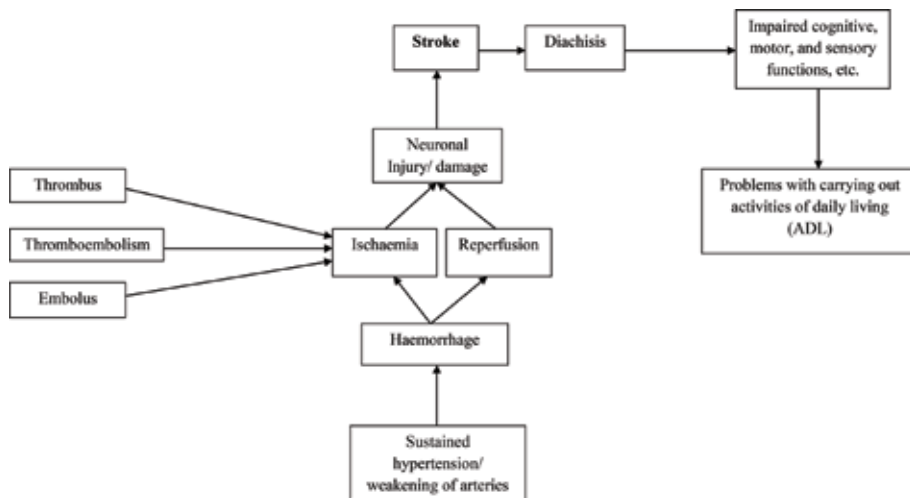 Stroke
Diachisis
Impaired cognitive,
motor, and sensory
functions, etc.
Neuronal
Injury/ damage
Thrombus
Problems with carrying out
activities of daily living
(ADL)
Thromboembolism
Ischaemia
Reperfusion
Embolus
Haemorrhage
Sustained
hypertension/
weakening of arteries